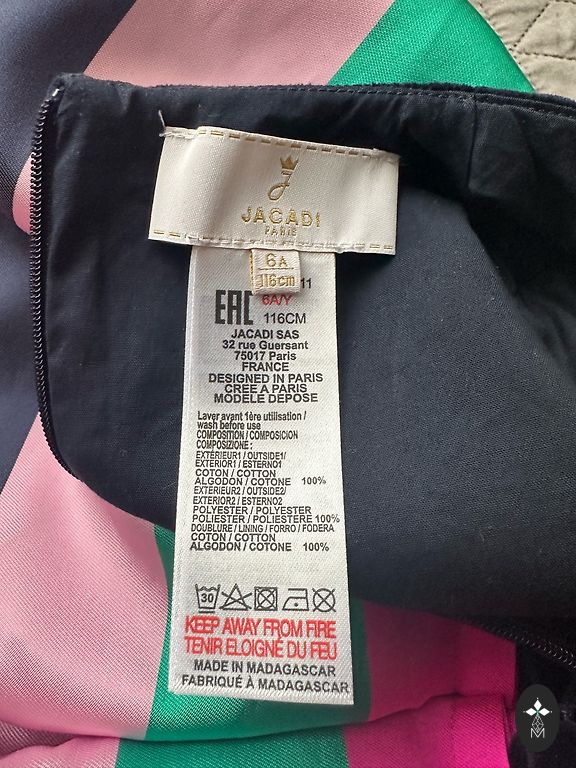 JACADI
PARIS
6A
116cm
11
6A/Y
EAC
116CM
JACADI SAS
32 rue Guersant
75017 Paris
FRANCE
DESIGNED IN PARIS
CREE A PARIS
MODELE DEPOSE
Laver avant 1ère utilisation /
wash before use
COMPOSITION / COMPOSICION
COMPOSIZIONE :
EXTÉRIEUR1 / OUTSIDE1/
EXTERIOR1 / ESTERNO1
COTON / COTTON
ALGODON / COTONE 100%
EXTÉRIEUR2 / OUTSIDE2/
EXTERIOR2 / ESTERNO2
POLYESTER / POLYESTER
POLIESTER / POLIESTERE 100%
DOUBLURE / LINING / FORRO / FODERA
COTON / COTTON
ALGODON / COTONE 100%
30
KEEP AWAY FROM FIRE
TENIR ELOIGNÉ DU FEU
MADE IN MADAGASCAR
FABRIQUÉ À MADAGASCAR
M